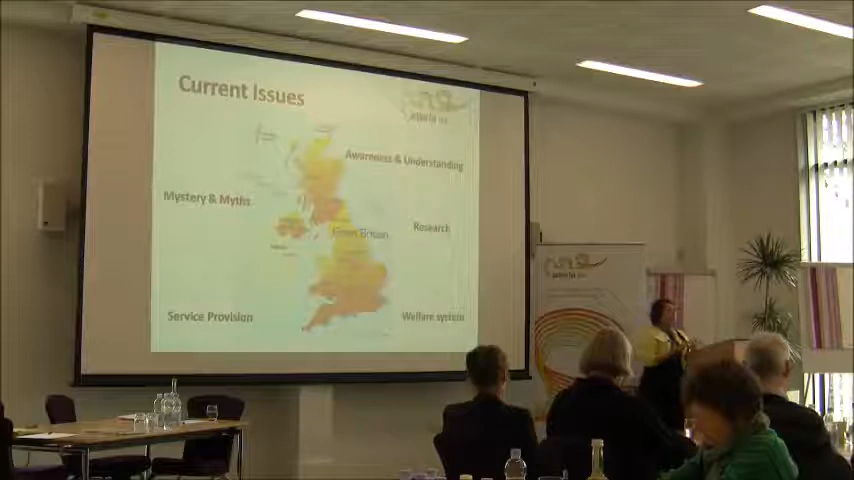 Current Issues
Awareness & Understanding
Mystery & Myths
Research
Great Britain
Service Provision
Welfare system